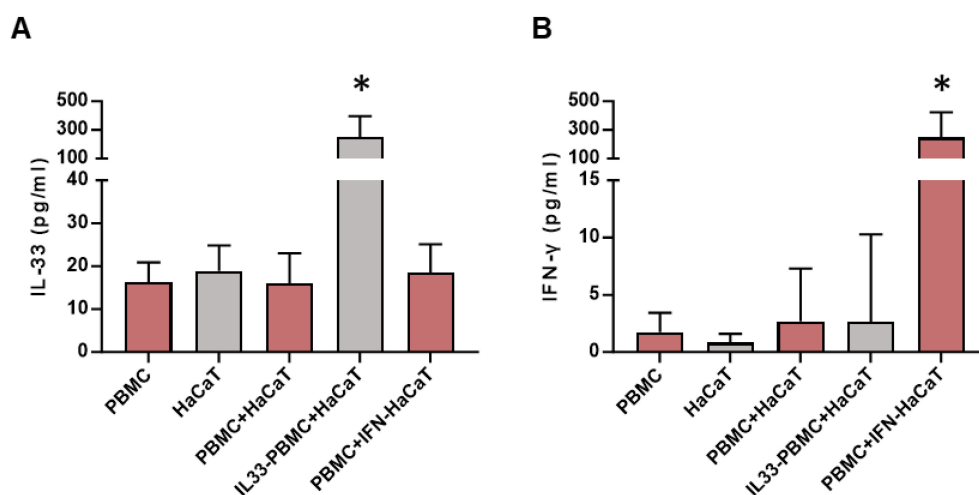 A
B
*
*
IL-33 (pg/ml)
500
300
100
40
30
20
10
0
PBMC
HaCaT
PBMC+HaCaT
IL33-PBMC+HaCaT
PBMC+IFN-HaCaT
IFN-γ (pg/ml)
500
300
100
15
10
5
0
PBMC
HaCaT
PBMC+HaCaT
IL33-PBMC+HaCaT
PBMC+IFN-HaCaT